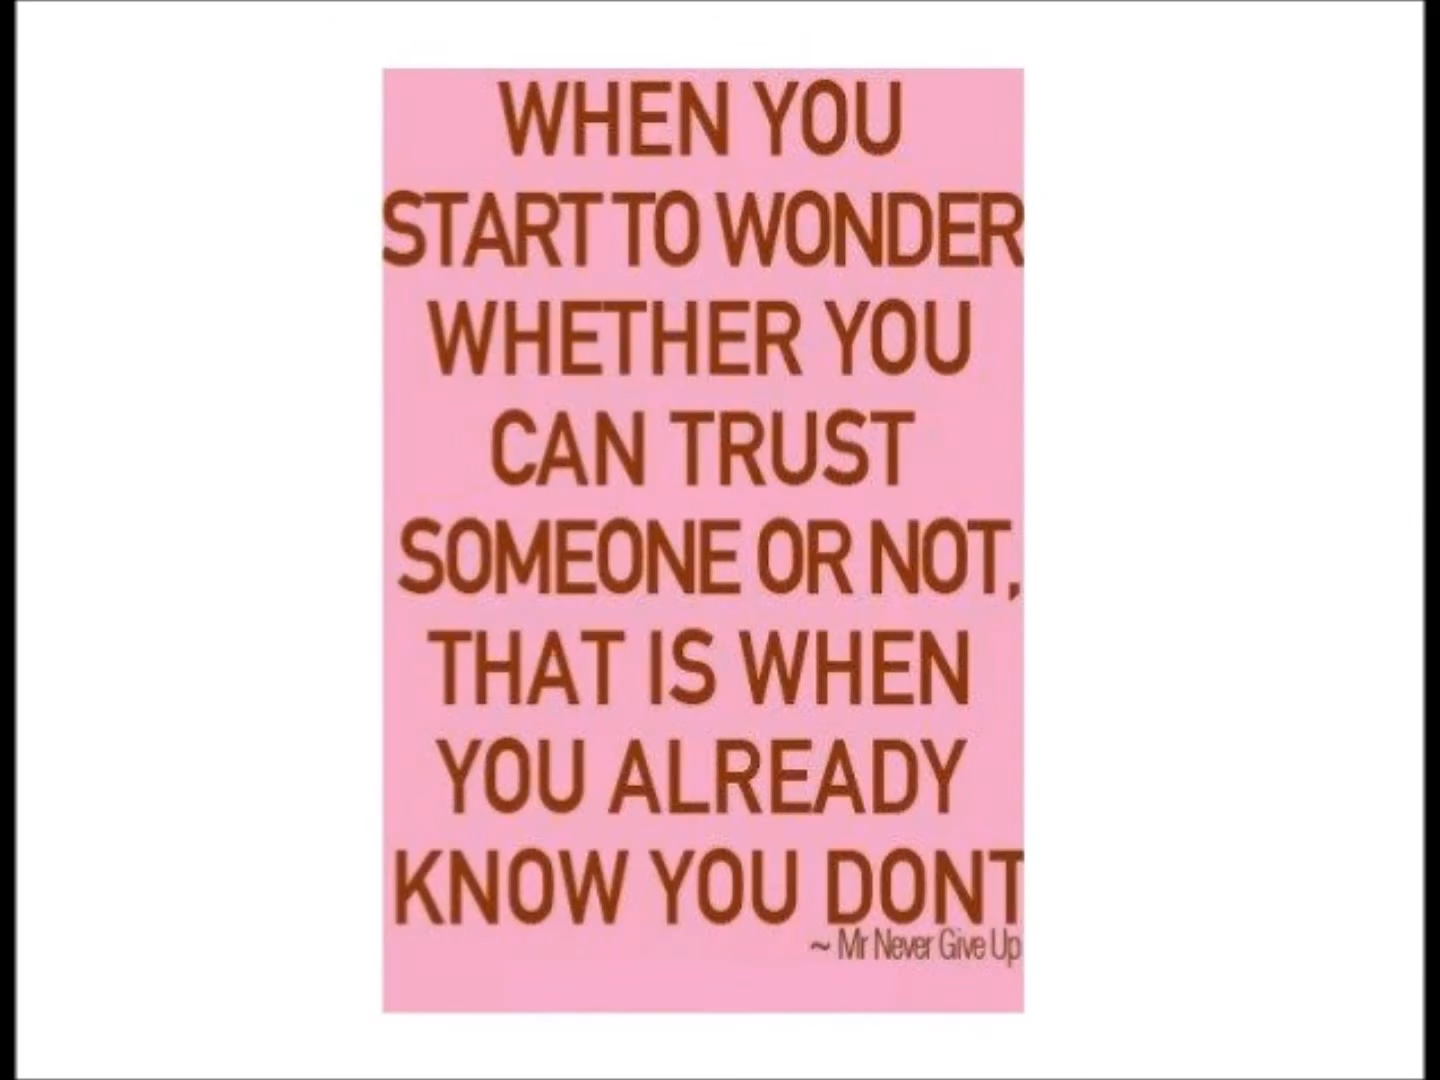 WHEN YOU
START TO WONDER
WHETHER YOU
CAN TRUST
SOMEONE OR NOT,
THAT IS WHEN
YOU ALREADY
KNOW YOU DONT
~ Mr Never Give Up